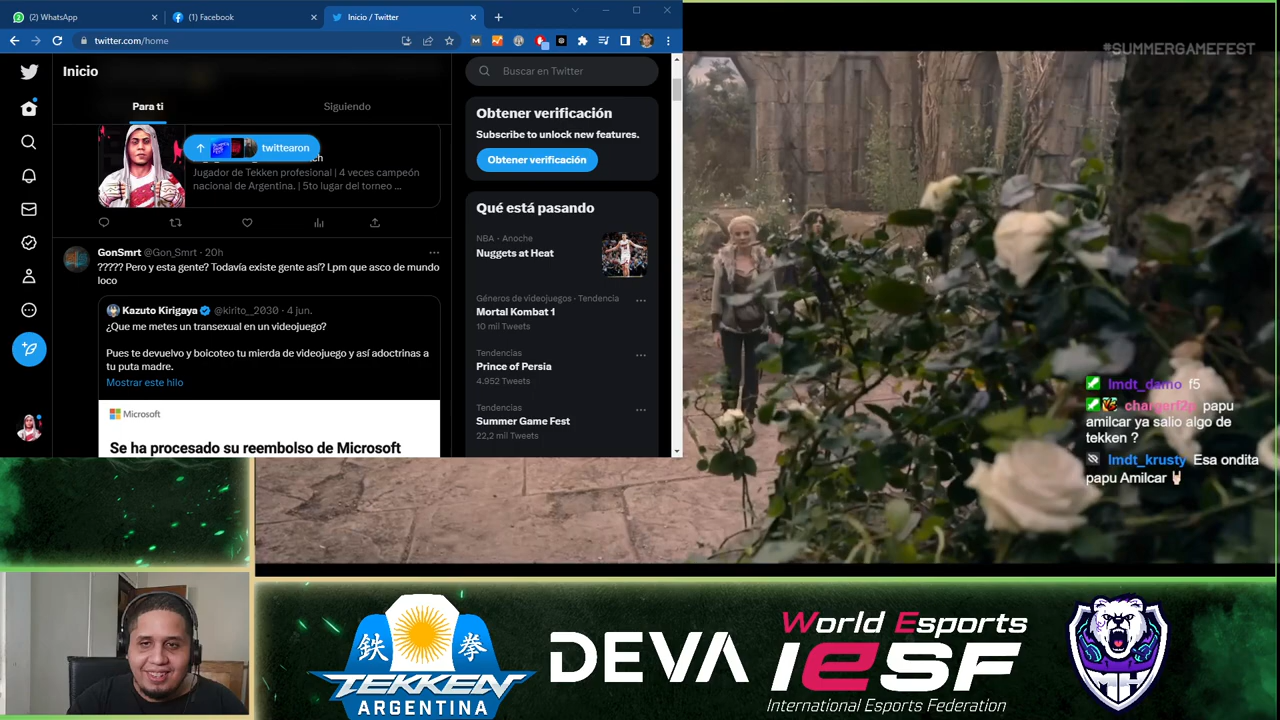 (2) WhatsApp
(1) Facebook
Inicio / Twitter
twitter.com/home
Inicio
Para ti
Siguiendo
twittearon
Jugador de Tekken profesional | 4 veces campeón
nacional de Argentina. | 5to lugar del torneo ...
GonSmrt @Gon_Smrt · 20h
????? Pero y esta gente? Todavía existe gente así? Lpm que asco de mundo
loco
Kazuto Kirigaya @kirito__2030 · 4 jun.
¿Que me metes un transexual en un videojuego?
Pues te devuelvo y boicoteo tu mierda de videojuego y así adoctrinas a
tu puta madre.
Mostrar este hilo
Microsoft
Se ha procesado su reembolso de Microsoft
Buscar en Twitter
Obtener verificación
Subscribe to unlock new features.
Obtener verificación
Qué está pasando
NBA · Anoche
Nuggets at Heat
Géneros de videojuegos · Tendencia
Mortal Kombat 1
10 mil Tweets
Tendencias
Prince of Persia
4.952 Tweets
Tendencias
Summer Game Fest
22,2 mil Tweets
#SUMMERGAMEFEST
lmdt_damo f5
chargerf2p papu
amilcar ya salio algo de
tekken ?
lmdt_krusty Esa ondita
papu Amilcar 🤘🏻
鉄拳
TEKKEN
ARGENTINA
DEVA
World Esports
IESF
International Esports Federation
MH